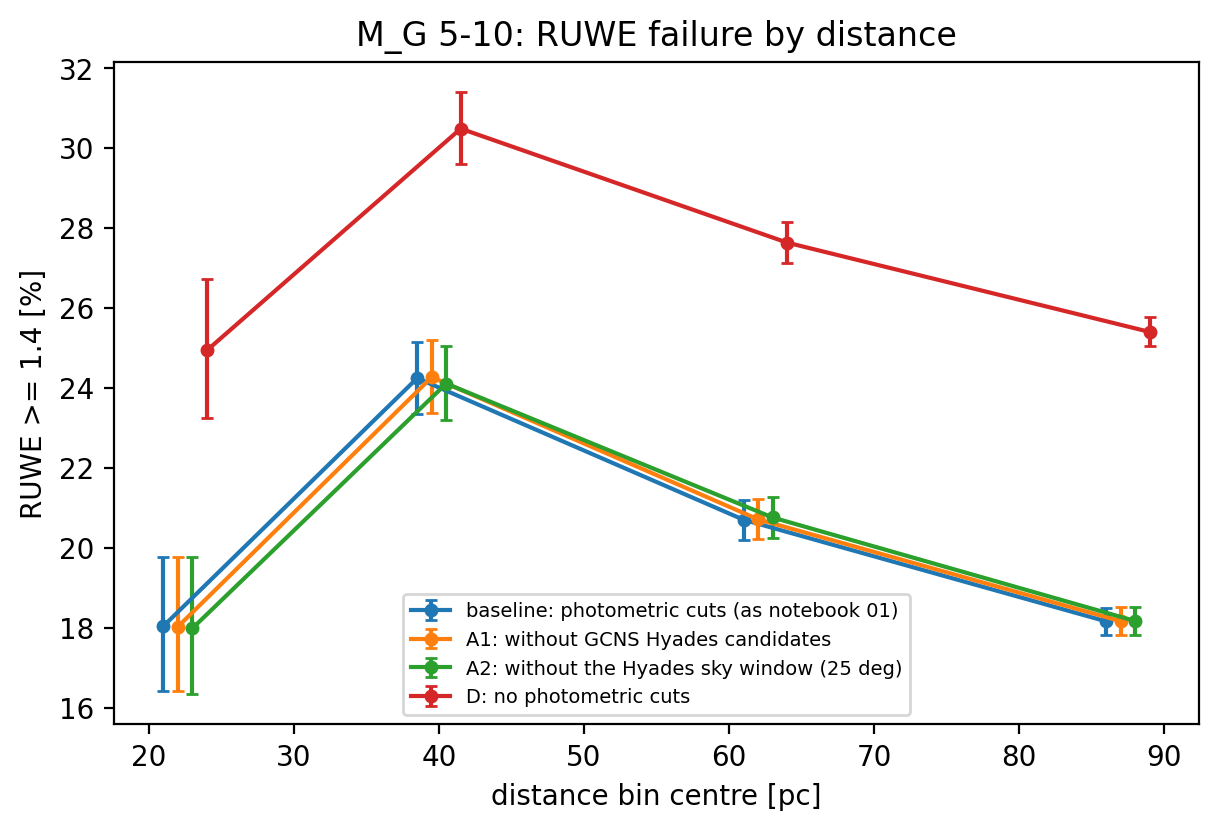 M_G 5-10: RUWE failure by distance
RUWE >= 1.4 [%]
32
30
28
26
24
22
20
18
16
baseline: photometric cuts (as notebook 01)
A1: without GCNS Hyades candidates
A2: without the Hyades sky window (25 deg)
D: no photometric cuts
20 30 40 50 60 70 80 90
distance bin centre [pc]